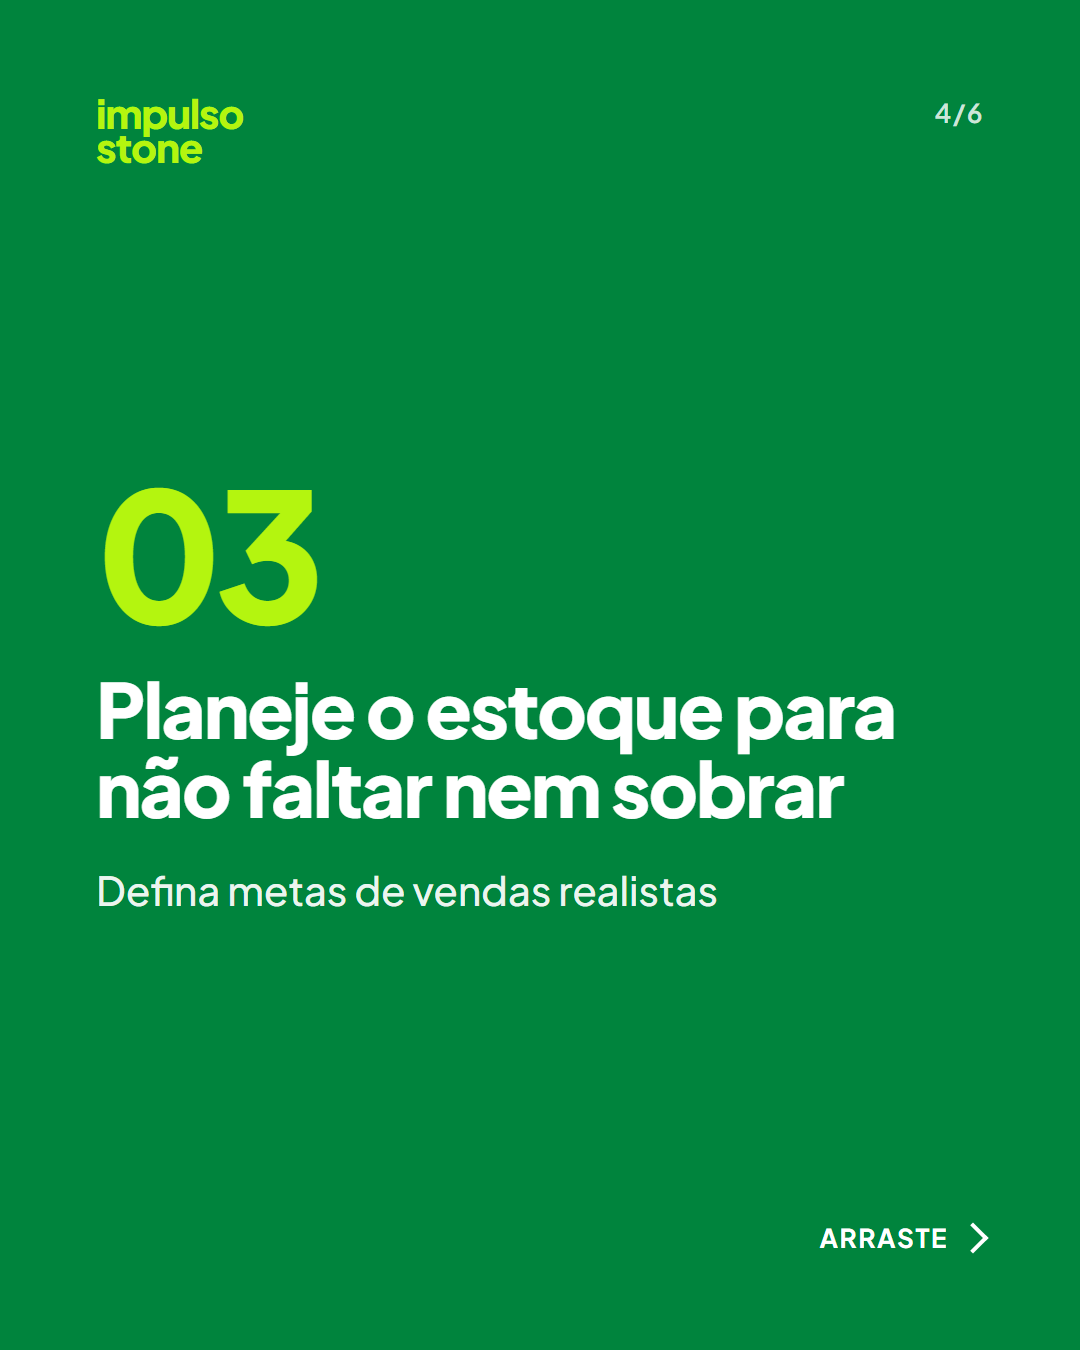 impulso
stone
4/6
03
Planeje o estoque para
não faltar nem sobrar
Defina metas de vendas realistas
ARRASTE